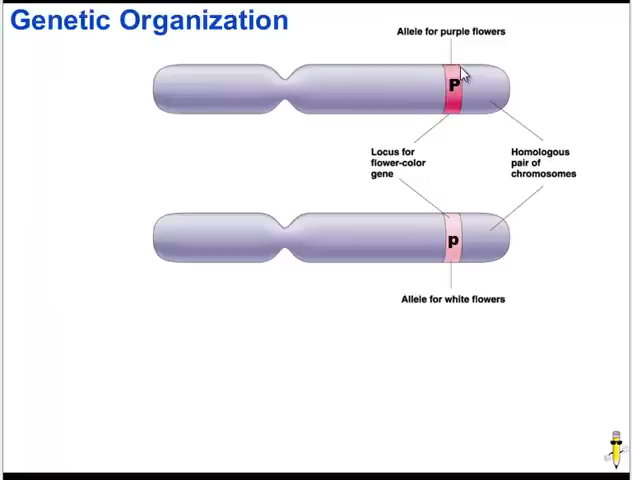 Genetic Organization
Allele for purple flowers
P
Locus for
flower-color
gene
Homologous
pair of
chromosomes
p
Allele for white flowers